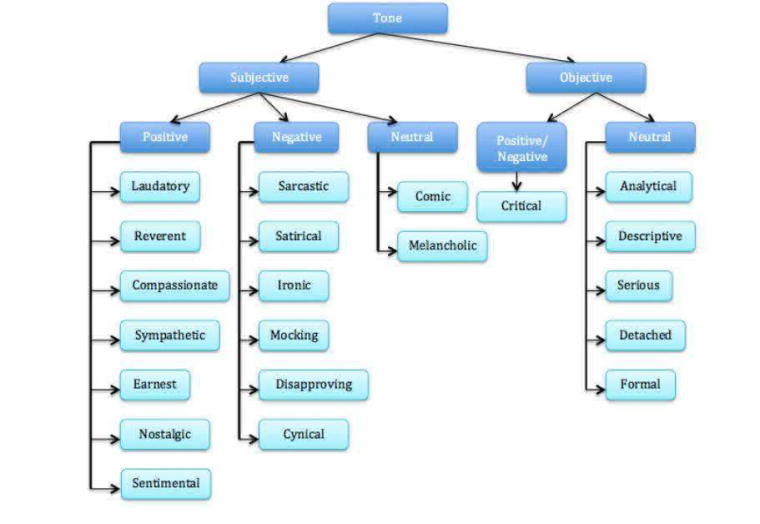 Tone
Subjective
Objective
Positive
Negative
Neutral
Positive/
Negative
Neutral
Laudatory
Reverent
Compassionate
Sympathetic
Earnest
Nostalgic
Sentimental
Sarcastic
Satirical
Ironic
Mocking
Disapproving
Cynical
Comic
Melancholic
Critical
Analytical
Descriptive
Serious
Detached
Formal